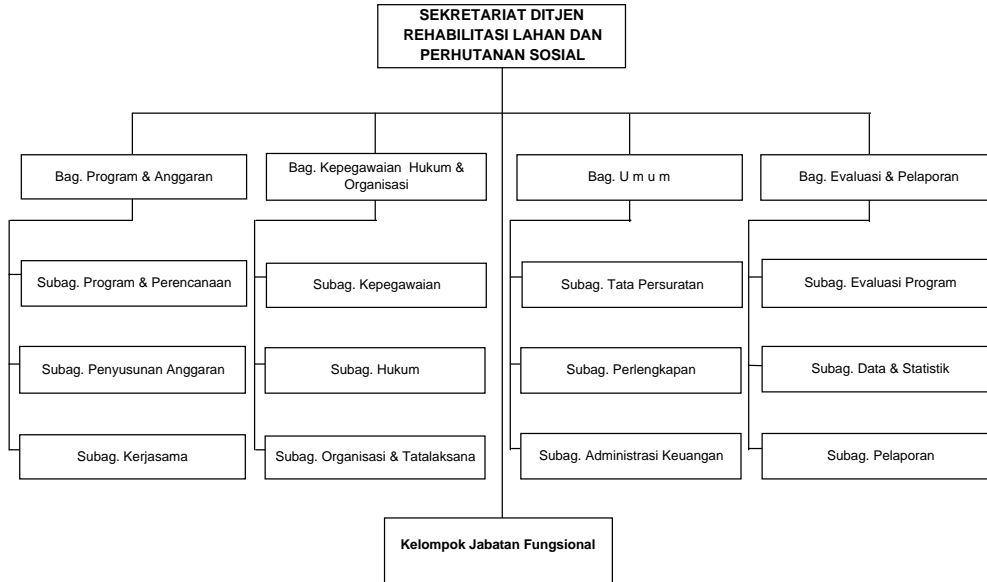 SEKRETARIAT DITJEN
REHABILITASI LAHAN DAN
PERHUTANAN SOSIAL
Bag. Program & Anggaran
Bag. Kepegawaian Hukum &
Organisasi
Bag. U m u m
Bag. Evaluasi & Pelaporan
Subag. Program & Perencanaan
Subag. Kepegawaian
Subag. Tata Persuratan
Subag. Evaluasi Program
Subag. Penyusunan Anggaran
Subag. Hukum
Subag. Perlengkapan
Subag. Data & Statistik
Subag. Kerjasama
Subag. Organisasi & Tatalaksana
Subag. Administrasi Keuangan
Subag. Pelaporan
Kelompok Jabatan Fungsional